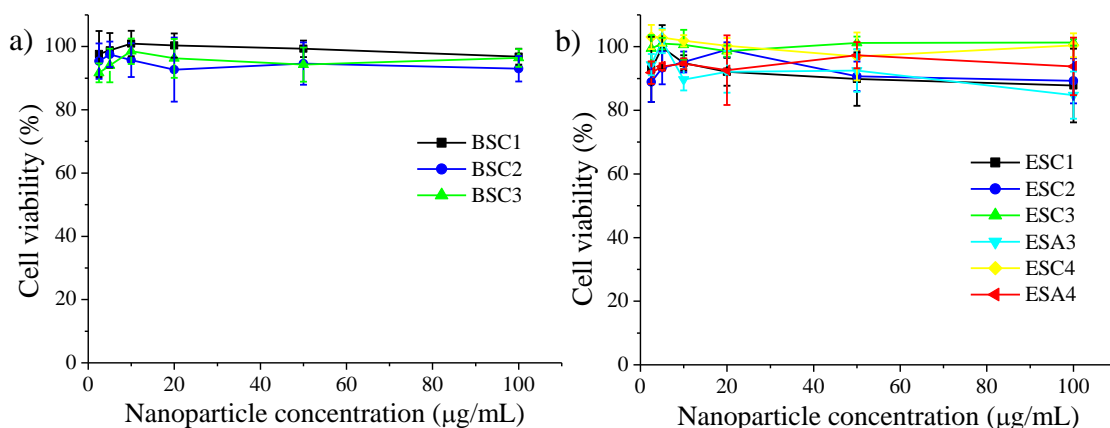 a)
100
80
60
40
20
0
Cell viability (%)
BSC1
BSC2
BSC3
0 20 40 60 80 100
Nanoparticle concentration (μg/mL)
b)
100
80
60
40
20
0
Cell viability (%)
ESC1
ESC2
ESC3
ESA3
ESC4
ESA4
0 20 40 60 80 100
Nanoparticle concentration (μg/mL)